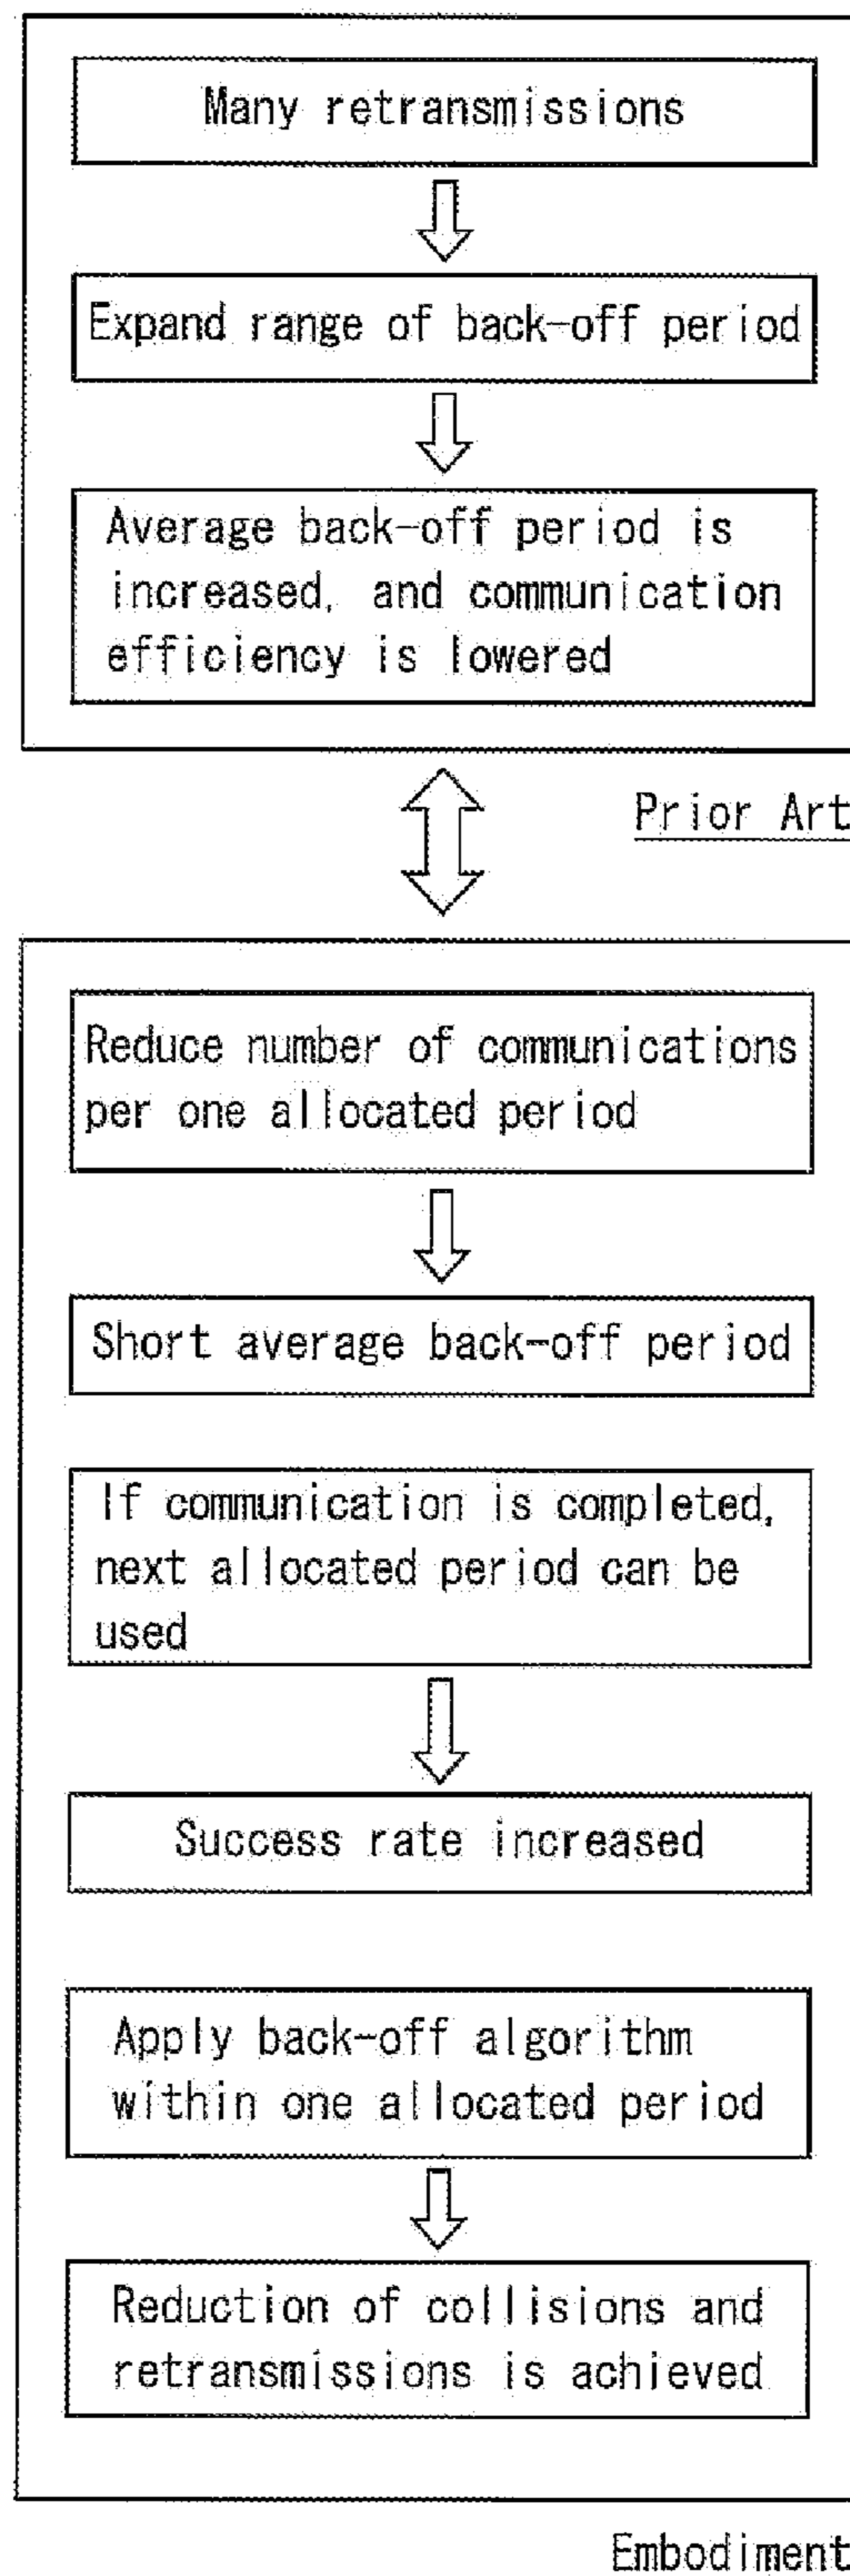 Many retransmissions
Expand range of back-off period
Average back-off period is
increased, and communication
efficiency is lowered
Prior Art
Reduce number of communications
per one allocated period
Short average back-off period
If communication is completed,
next allocated period can be
used
Success rate increased
Apply back-off algorithm
within one allocated period
Reduction of collisions and
retransmissions is achieved
Embodiment